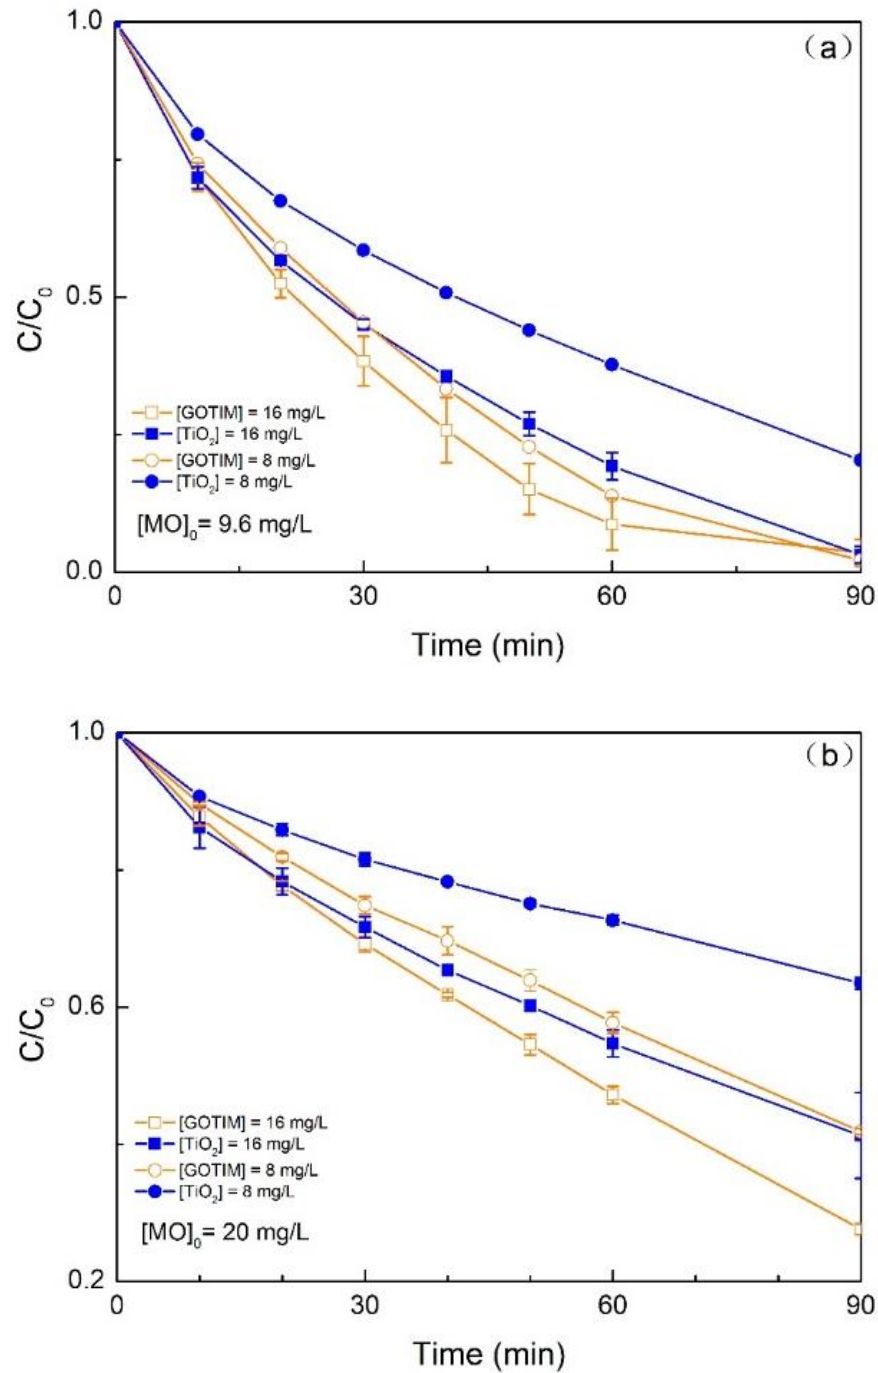 (a)
1.0
0.5
0.0
C/C₀
[GOTIM] = 16 mg/L
[TiO₂] = 16 mg/L
[GOTIM] = 8 mg/L
[TiO₂] = 8 mg/L
[MO]₀= 9.6 mg/L
0 30 60 90
Time (min)
(b)
1.0
0.6
0.2
C/C₀
[GOTIM] = 16 mg/L
[TiO₂] = 16 mg/L
[GOTIM] = 8 mg/L
[TiO₂] = 8 mg/L
[MO]₀= 20 mg/L
0 30 60 90
Time (min)